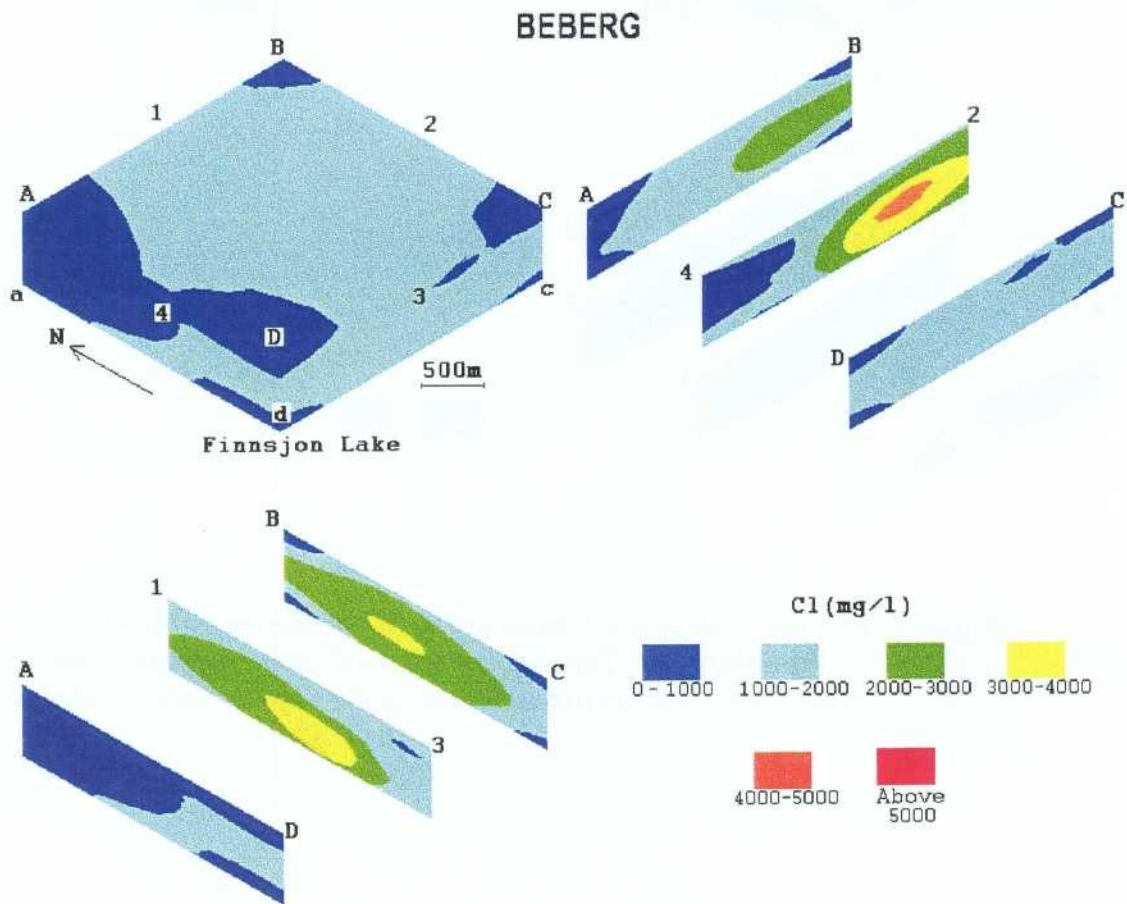 BEBERG
B
1
2
A
C
a
4
D
3
c
N
500m
d
Finnsjon Lake
B
2
A
C
4
D
B
1
C
A
3
D
Cl(mg/l)
0-1000 1000-2000 2000-3000 3000-4000
4000-5000 Above
5000